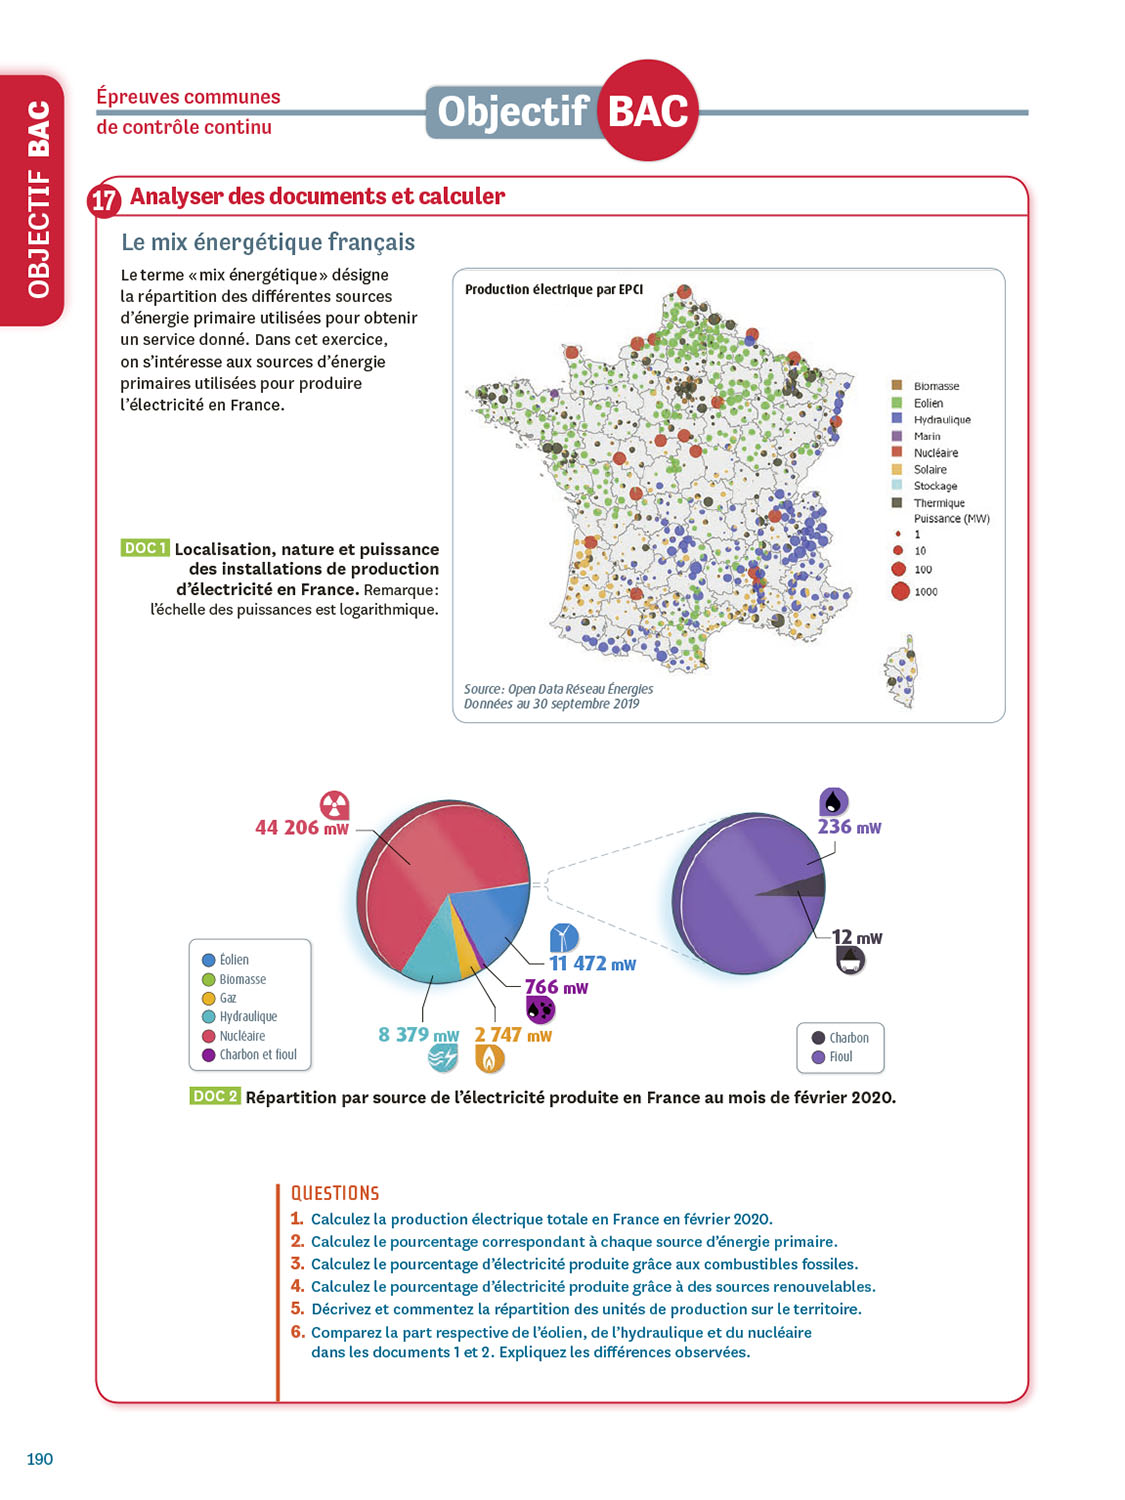 OBJECTIF BAC
Épreuves communes
de contrôle continu
Objectif BAC
17 Analyser des documents et calculer
Le mix énergétique français
Le terme « mix énergétique » désigne
la répartition des différentes sources
d’énergie primaire utilisées pour obtenir
un service donné. Dans cet exercice,
on s’intéresse aux sources d’énergie
primaires utilisées pour produire
l’électricité en France.
DOC 1 Localisation, nature et puissance
des installations de production
d’électricité en France. Remarque :
l’échelle des puissances est logarithmique.
Production électrique par EPCI
Biomasse
Eolien
Hydraulique
Marin
Nucléaire
Solaire
Stockage
Thermique
Puissance (MW)
1
10
100
1000
Source : Open Data Réseau Énergies
Données au 30 septembre 2019
44 206 mW
11 472 mW
766 mW
8 379 mW
2 747 mW
236 mW
12 mW
Éolien
Biomasse
Gaz
Hydraulique
Nucléaire
Charbon et fioul
Charbon
Fioul
DOC 2 Répartition par source de l’électricité produite en France au mois de février 2020.
QUESTIONS
1. Calculez la production électrique totale en France en février 2020.
2. Calculez le pourcentage correspondant à chaque source d’énergie primaire.
3. Calculez le pourcentage d’électricité produite grâce aux combustibles fossiles.
4. Calculez le pourcentage d’électricité produite grâce à des sources renouvelables.
5. Décrivez et commentez la répartition des unités de production sur le territoire.
6. Comparez la part respective de l’éolien, de l’hydraulique et du nucléaire
dans les documents 1 et 2. Expliquez les différences observées.
190